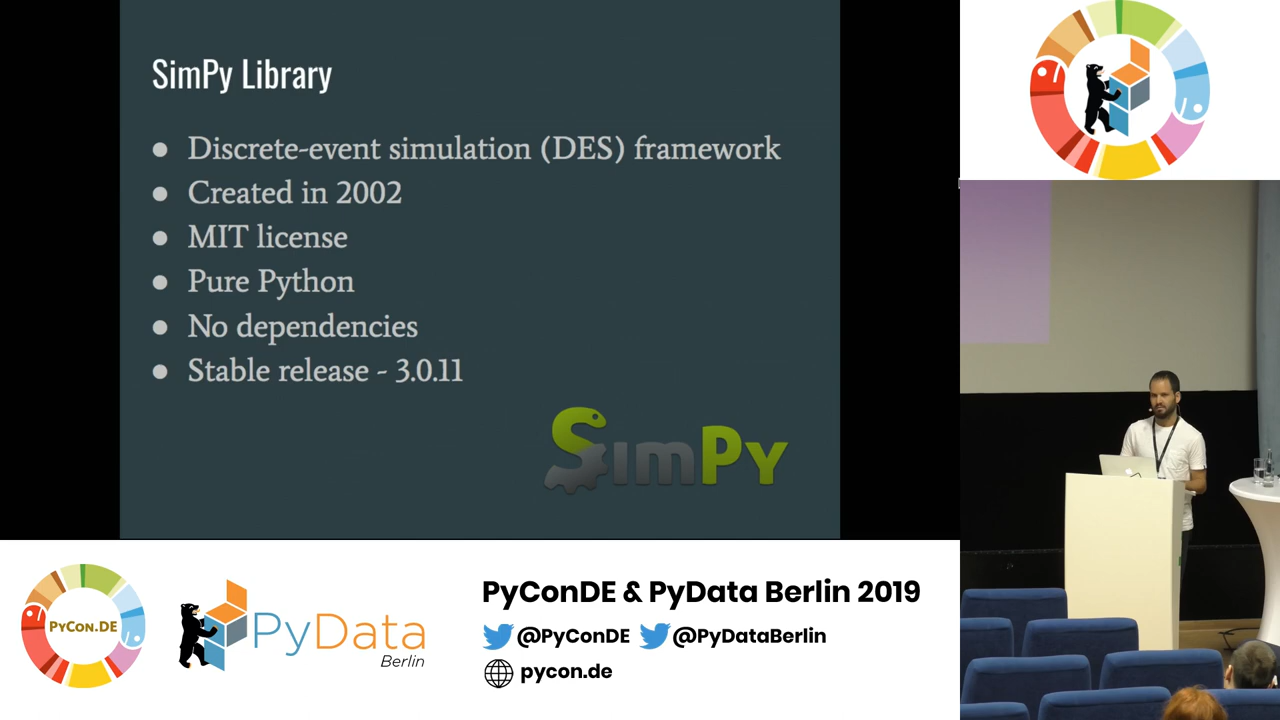 SimPy Library
● Discrete-event simulation (DES) framework
● Created in 2002
● MIT license
● Pure Python
● No dependencies
● Stable release - 3.0.11
SimPy
PyCon.DE
PyData
Berlin
PyConDE & PyData Berlin 2019
@PyConDE @PyDataBerlin
pycon.de